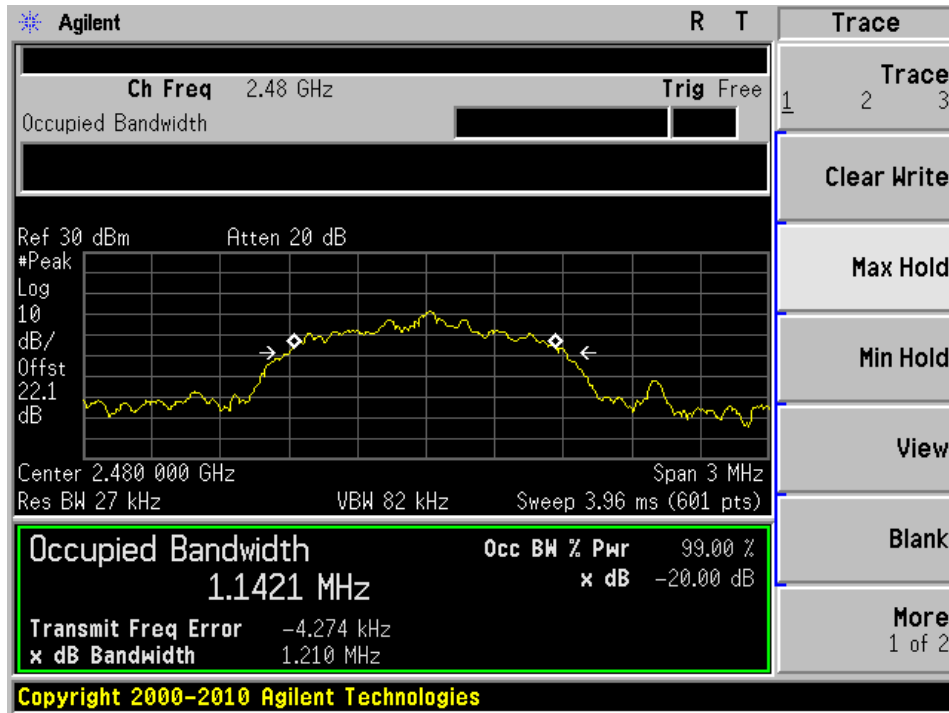 Agilent R T Trace
Ch Freq 2.48 GHz Trig Free
Occupied Bandwidth
Trace
1 2 3
Clear Write
Max Hold
Min Hold
View
Blank
More
1 of 2
Ref 30 dBm Atten 20 dB
#Peak
Log
10
dB/
Offst
22.1
dB
Center 2.480 000 GHz Span 3 MHz
Res BW 27 kHz VBW 82 kHz Sweep 3.96 ms (601 pts)
Occupied Bandwidth Occ BW % Pwr 99.00 %
1.1421 MHz x dB -20.00 dB
Transmit Freq Error -4.274 kHz
x dB Bandwidth 1.210 MHz
Copyright 2000-2010 Agilent Technologies